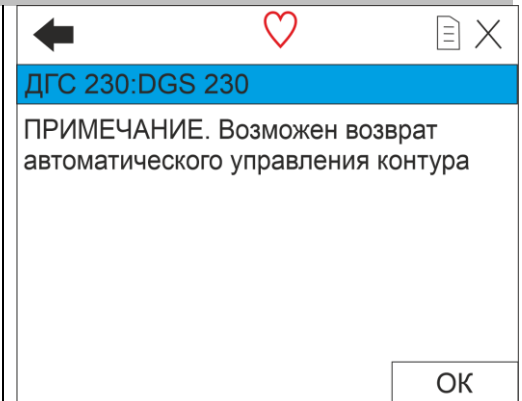 ДГС 230:DGS 230
ПРИМЕЧАНИЕ. Возможен возврат
автоматического управления контура
ОК